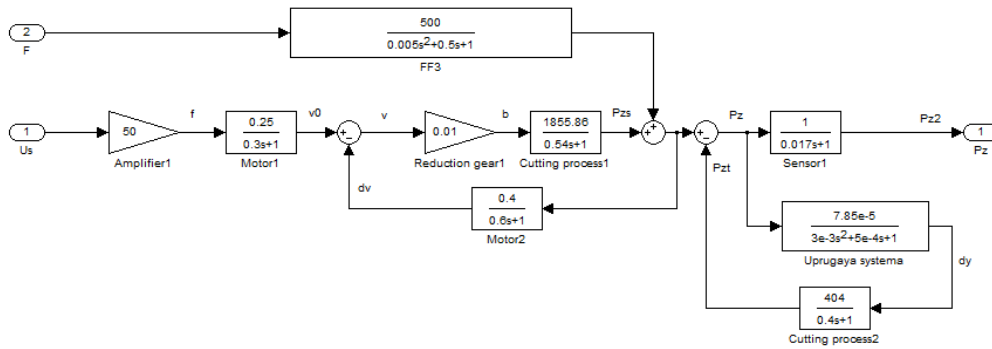 2
F
500
0.005s²+0.5s+1
FF3
1
Us
50
Amplifier1
f
0.25
0.3s+1
Motor1
v0
+
-
v
0.01
Reduction gear1
b
1855.86
0.54s+1
Cutting process1
Pzs
+
+
+
-
Pz
1
0.017s+1
Sensor1
Pz2
1
Pz
dv
0.4
0.6s+1
Motor2
Pzt
7.85e-5
3e-3s²+5e-4s+1
Uprugaya systema
dy
404
0.4s+1
Cutting process2